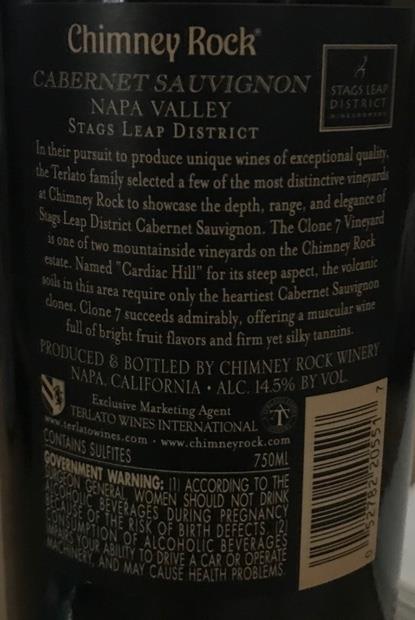 Chimney Rock
CABERNET SAUVIGNON
NAPA VALLEY
STAGS LEAP DISTRICT
STAGS LEAP
DISTRICT
In their pursuit to produce unique wines of exceptional quality,
the Terlato family selected a few of the most distinctive vineyards
at Chimney Rock to showcase the depth, range, and elegance of
Stags Leap District Cabernet Sauvignon. The Clone 7 Vineyard
is one of two mountainside vineyards on the Chimney Rock
estate. Named "Cardiac Hill" for its steep aspect, the volcanic
soils in this area require only the heartiest Cabernet Sauvignon
clones. Clone 7 succeeds admirably, offering a muscular wine
full of bright fruit flavors and firm yet silky tannins.
PRODUCED & BOTTLED BY CHIMNEY ROCK WINERY
NAPA, CALIFORNIA • ALC. 14.5% BY VOL.
Exclusive Marketing Agent
TERLATO WINES INTERNATIONAL
www.terlatowines.com • www.chimneyrock.com
CONTAINS SULFITES 750ML
GOVERNMENT WARNING: (1) ACCORDING TO THE
SURGEON GENERAL, WOMEN SHOULD NOT DRINK
ALCOHOLIC BEVERAGES DURING PREGNANCY
BECAUSE OF THE RISK OF BIRTH DEFECTS. (2)
CONSUMPTION OF ALCOHOLIC BEVERAGES
IMPAIRS YOUR ABILITY TO DRIVE A CAR OR OPERATE
MACHINERY, AND MAY CAUSE HEALTH PROBLEMS.
0 52782 20551 7